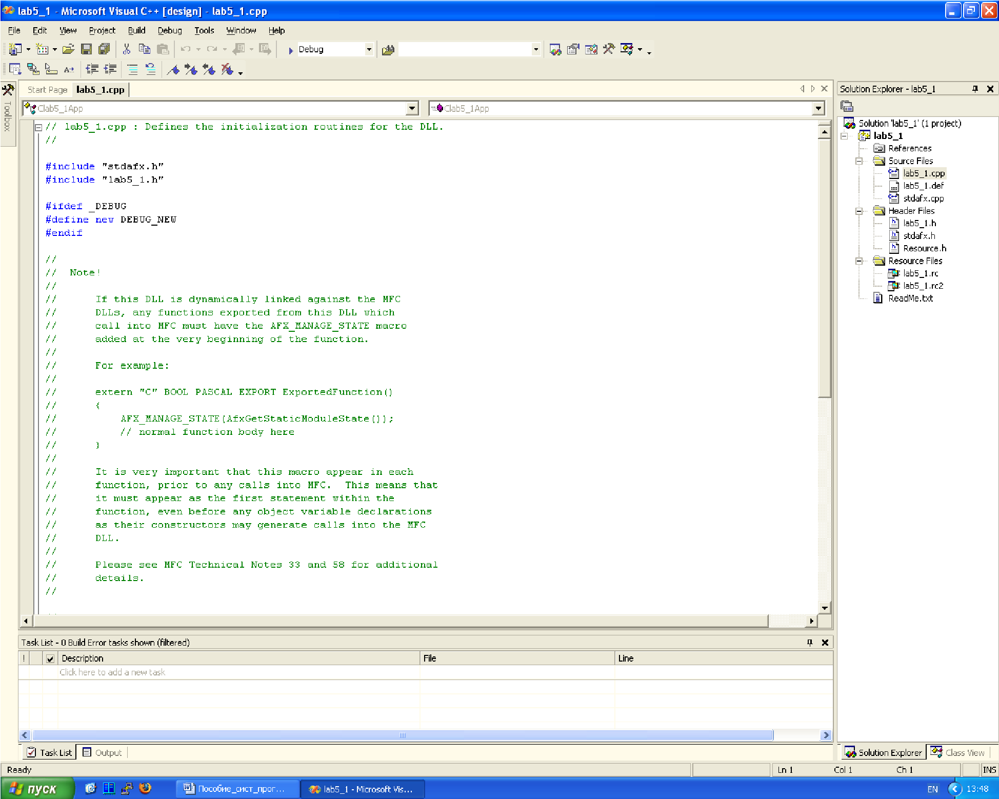 lab5_1 - Microsoft Visual C++ [design] - lab5_1.cpp
File Edit View Project Build Debug Tools Window Help
Debug
Toolbox
Start Page lab5_1.cpp
Clab5_1App Clab5_1App
// lab5_1.cpp : Defines the initialization routines for the DLL.
//
#include "stdafx.h"
#include "lab5_1.h"
#ifdef _DEBUG
#define new DEBUG_NEW
#endif
//
//  Note!
//
//      If this DLL is dynamically linked against the MFC
//      DLLs, any functions exported from this DLL which
//      call into MFC must have the AFX_MANAGE_STATE macro
//      added at the very beginning of the function.
//
//      For example:
//
//      extern "C" BOOL PASCAL EXPORT ExportedFunction()
//      {
//          AFX_MANAGE_STATE(AfxGetStaticModuleState());
//          // normal function body here
//      }
//
//      It is very important that this macro appear in each
//      function, prior to any calls into MFC.  This means that
//      it must appear as the first statement within the
//      function, even before any object variable declarations
//      as their constructors may generate calls into the MFC
//      DLL.
//
//      Please see MFC Technical Notes 33 and 58 for additional
//      details.
//
Solution Explorer - lab5_1
Solution 'lab5_1' (1 project)
lab5_1
References
Source Files
lab5_1.cpp
lab5_1.def
stdafx.cpp
Header Files
lab5_1.h
stdafx.h
Resource.h
Resource Files
lab5_1.rc
lab5_1.rc2
ReadMe.txt
Task List - 0 Build Error tasks shown (filtered)
! Description File Line
Click here to add a new task
Task List Output
Solution Explorer Class View
Ready Ln 1 Col 1 Ch 1 INS
пуск Пособие_сист_прог... lab5_1 - Microsoft Vis... EN 13:48